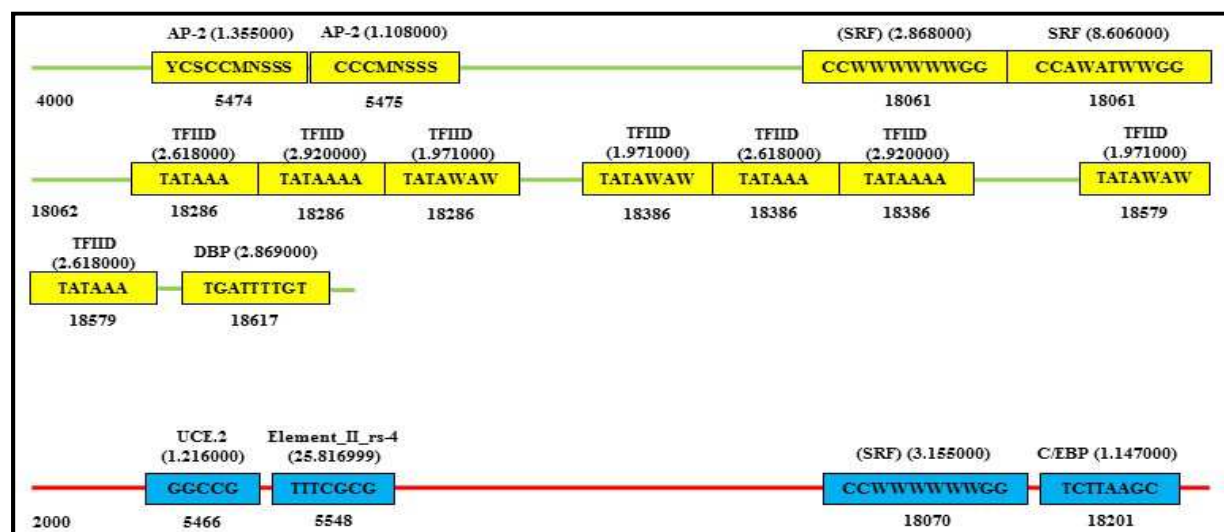 AP-2 (1.355000) AP-2 (1.108000) (SRF) (2.868000) SRF (8.606000)
YCSCCMNSSS CCCMNSSS CCWWWWWWGG CCAWATWWGG
4000 5474 5475 18061 18061
TFIID TFIID TFIID TFIID TFIID TFIID TFIID
(2.618000) (2.920000) (1.971000) (1.971000) (2.618000) (2.920000) (1.971000)
TATAAA TATAAAA TATAWAW TATAWAW TATAAA TATAAAA TATAWAW
18062 18286 18286 18286 18386 18386 18386 18579
TFIID
(2.618000) DBP (2.869000)
TATAAA TGATTTTGT
18579 18617
UCE.2 Element_II_rs-4
(1.216000) (25.816999) (SRF) (3.155000) C/EBP (1.147000)
GGCCG TTTCGCG CCWWWWWWGG TCTTAAGC
2000 5466 5548 18070 18201